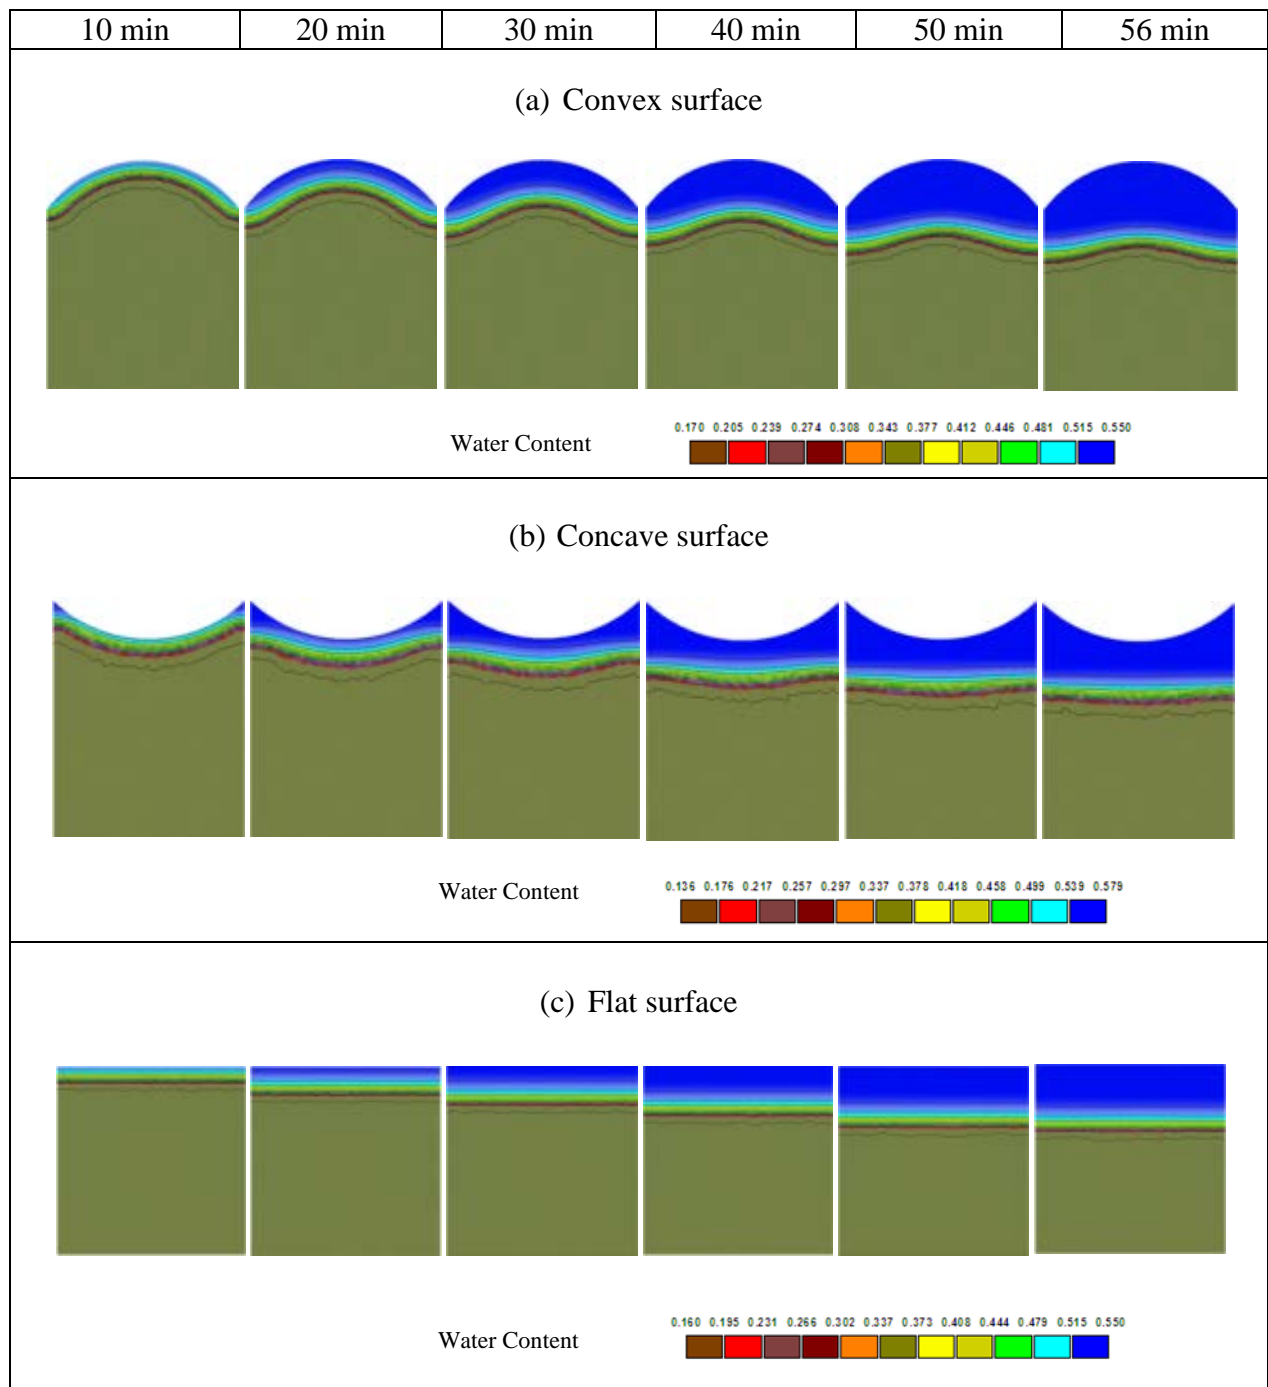 10 min 20 min 30 min 40 min 50 min 56 min
(a) Convex surface
0.170 0.205 0.239 0.274 0.308 0.343 0.377 0.412 0.446 0.481 0.515 0.550
Water Content
(b) Concave surface
0.136 0.176 0.217 0.257 0.297 0.337 0.378 0.418 0.458 0.499 0.539 0.579
Water Content
(c) Flat surface
0.160 0.195 0.231 0.266 0.302 0.337 0.373 0.408 0.444 0.479 0.515 0.550
Water Content